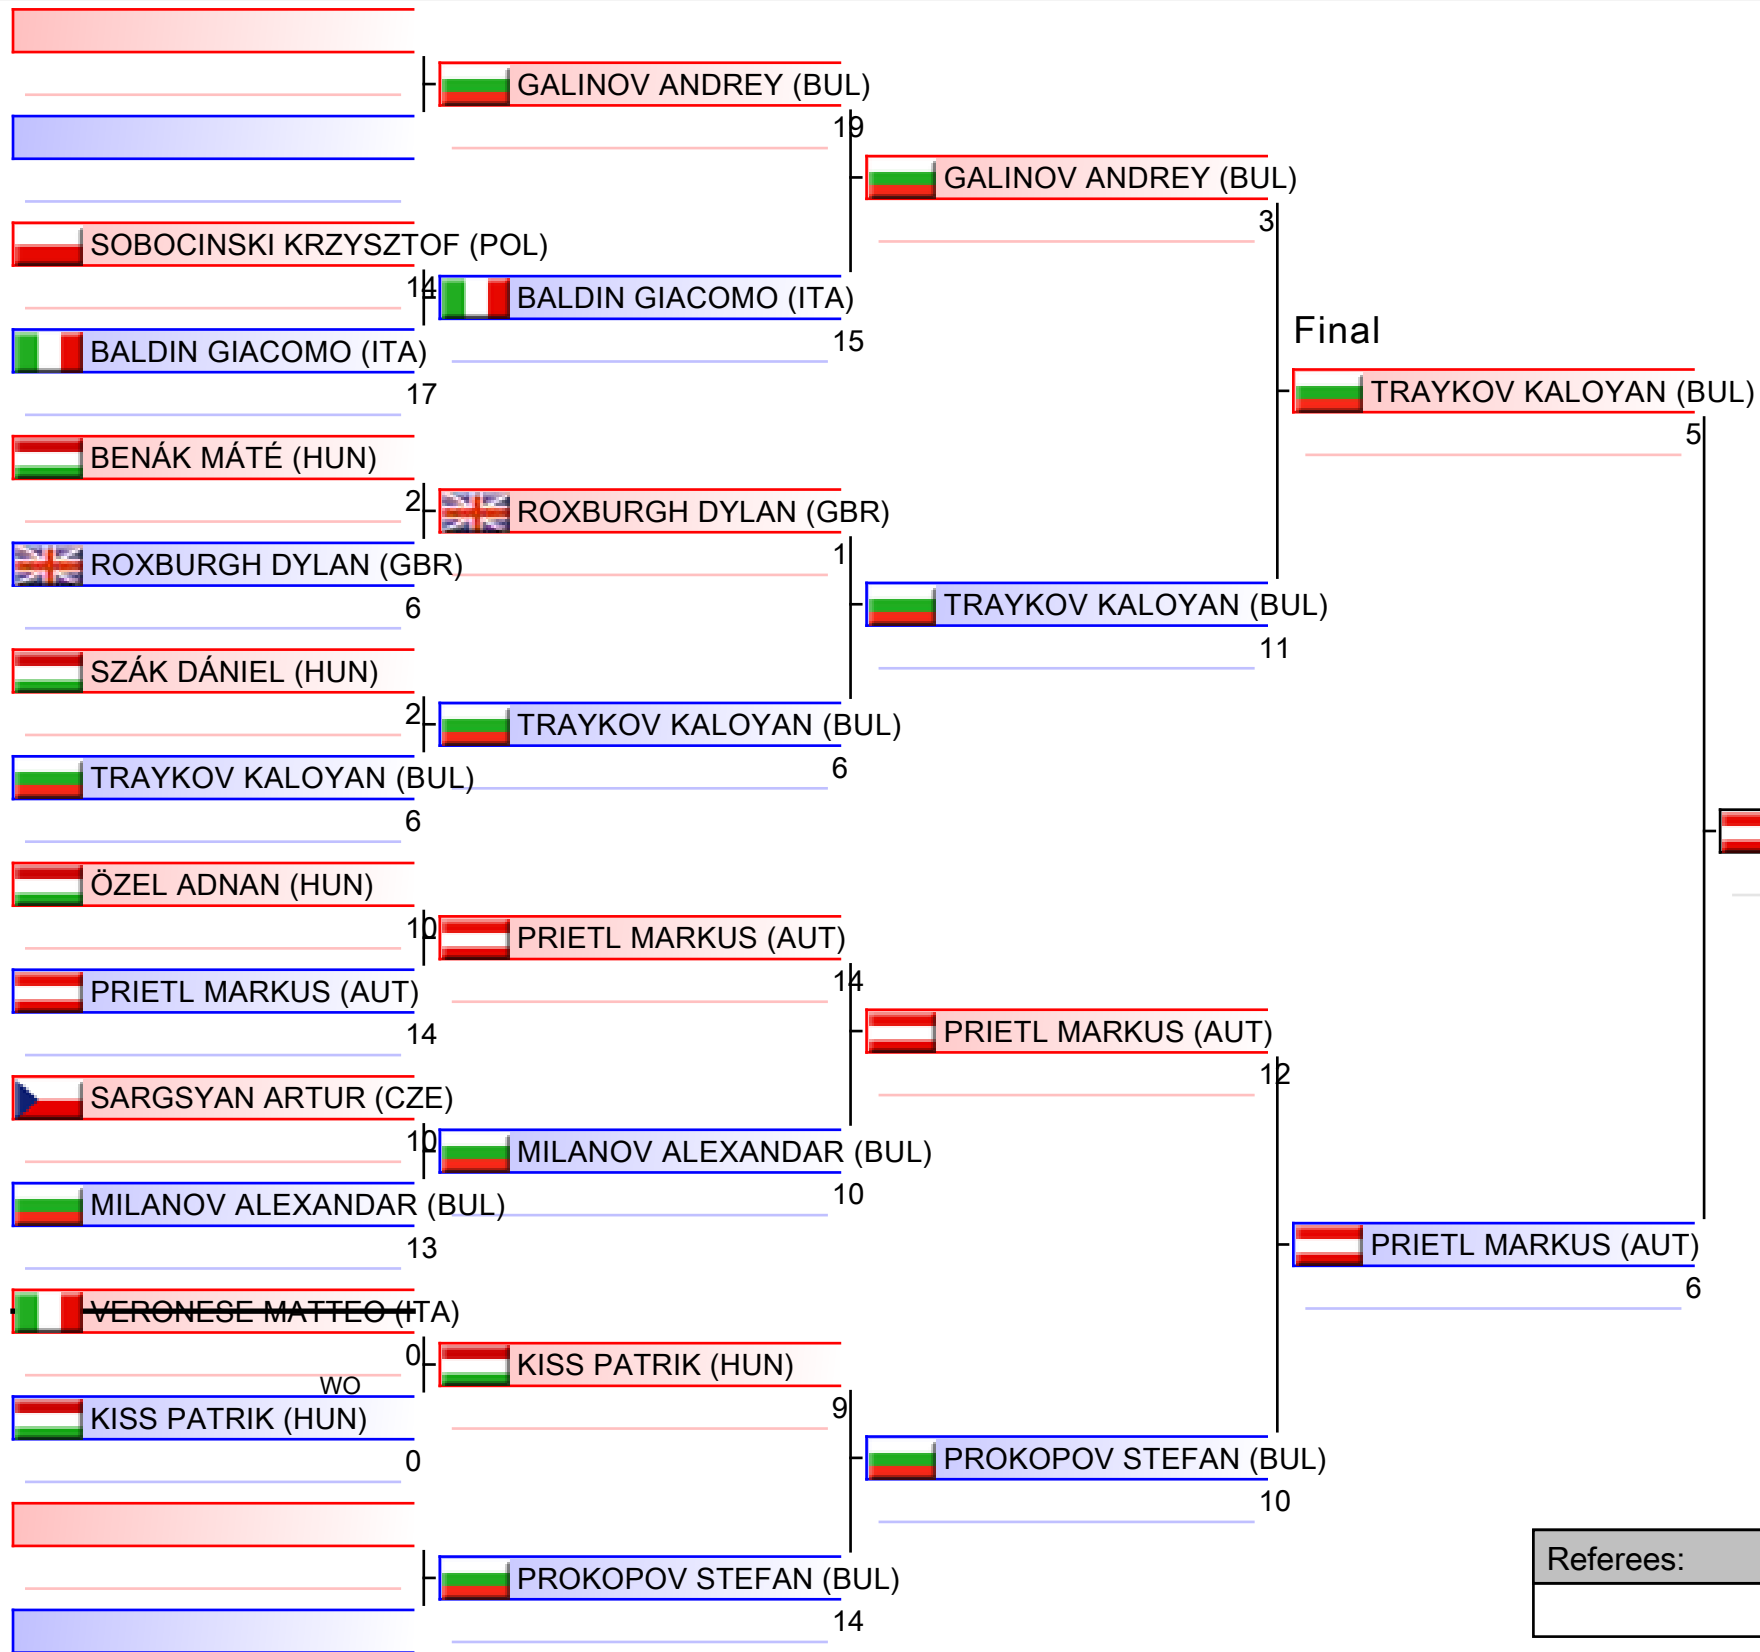 GALINOV ANDREY (BUL)
19
GALINOV ANDREY (BUL)
3
SOBOCINSKI KRZYSZTOF (POL)
14
BALDIN GIACOMO (ITA)
15
BALDIN GIACOMO (ITA)
17
Final
TRAYKOV KALOYAN (BUL)
5
BENÁK MÁTÉ (HUN)
2
ROXBURGH DYLAN (GBR)
1
ROXBURGH DYLAN (GBR)
6
TRAYKOV KALOYAN (BUL)
11
SZÁK DÁNIEL (HUN)
2
TRAYKOV KALOYAN (BUL)
6
TRAYKOV KALOYAN (BUL)
6
ÖZEL ADNAN (HUN)
10
PRIETL MARKUS (AUT)
14
PRIETL MARKUS (AUT)
14
PRIETL MARKUS (AUT)
12
SARGSYAN ARTUR (CZE)
10
MILANOV ALEXANDAR (BUL)
10
MILANOV ALEXANDAR (BUL)
13
PRIETL MARKUS (AUT)
6
VERONESE MATTEO (ITA)
0
WO
KISS PATRIK (HUN)
9
KISS PATRIK (HUN)
0
PROKOPOV STEFAN (BUL)
10
PROKOPOV STEFAN (BUL)
14
Referees: